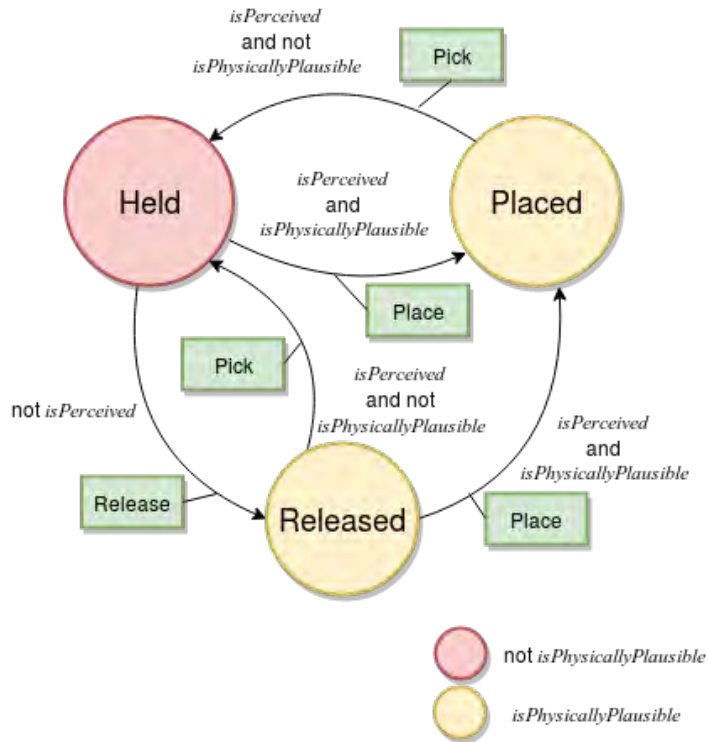 isPerceived
and not
isPhysicallyPlausible
Pick
Held
isPerceived
and
isPhysicallyPlausible
Placed
Place
Pick
isPerceived
and not
isPhysicallyPlausible
not isPerceived
isPerceived
and
isPhysicallyPlausible
Release
Released
Place
not isPhysicallyPlausible
isPhysicallyPlausible